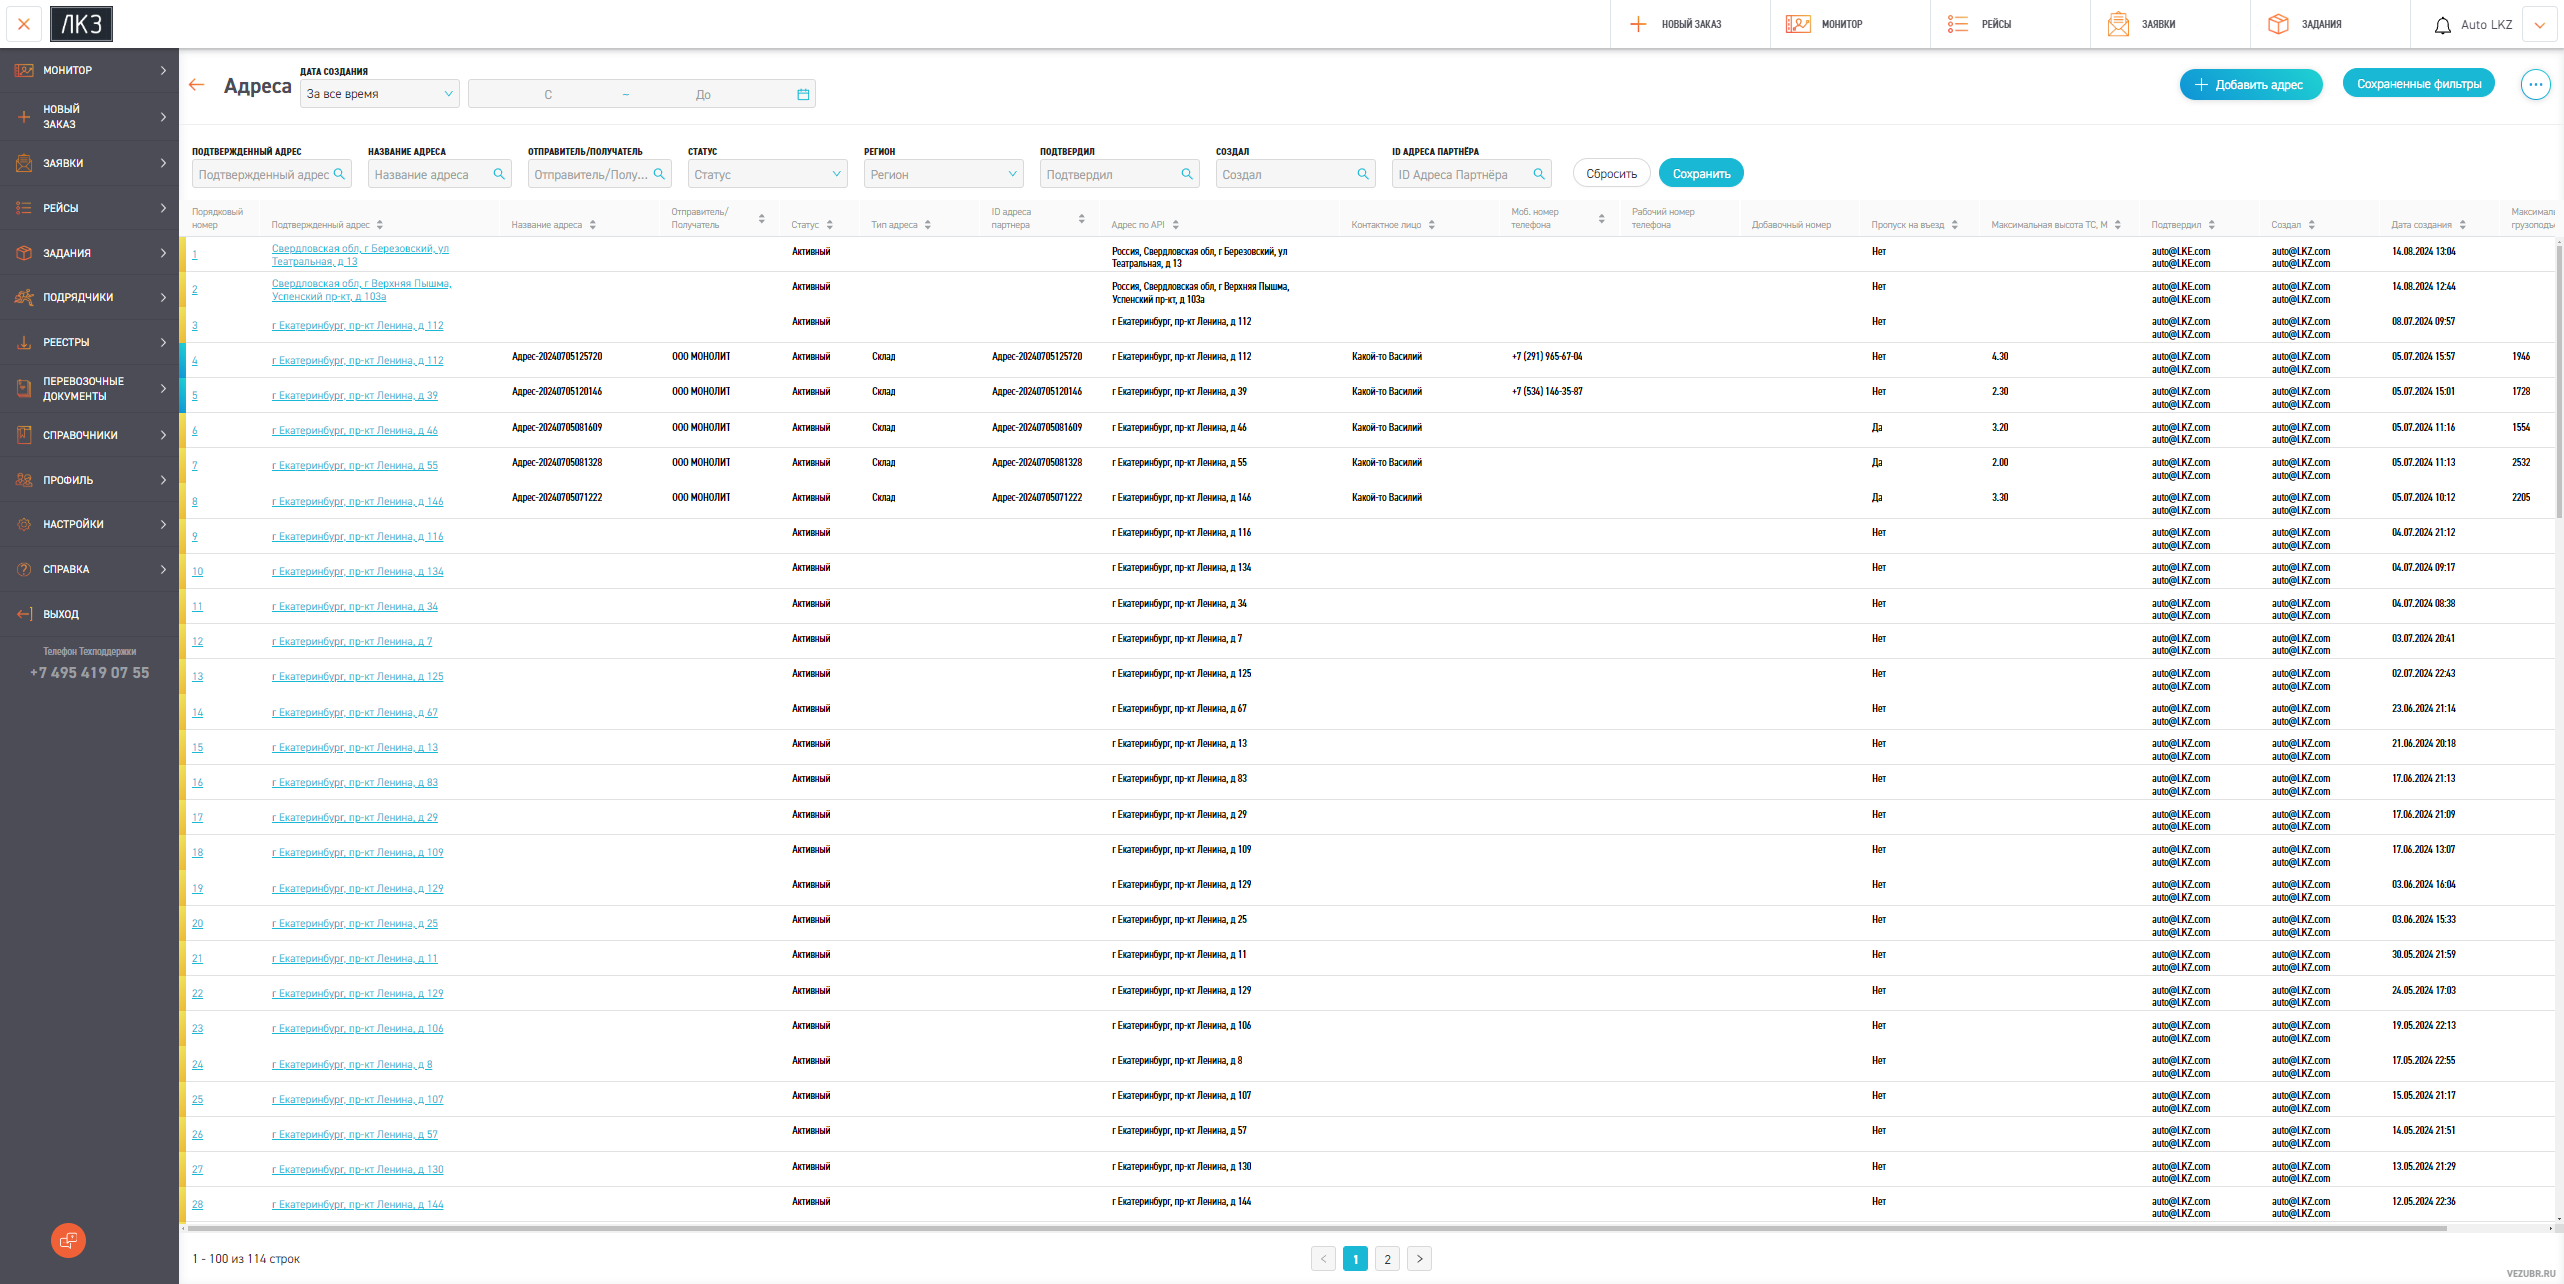 ЛКЗ
НОВЫЙ ЗАКАЗ
МОНИТОР
РЕЙСЫ
ЗАЯВКИ
ЗАДАНИЯ
Auto LKZ
МОНИТОР
НОВЫЙ
ЗАКАЗ
ЗАЯВКИ
РЕЙСЫ
ЗАДАНИЯ
ПОДРЯДЧИКИ
РЕЕСТРЫ
ПЕРЕВОЗОЧНЫЕ
ДОКУМЕНТЫ
СПРАВОЧНИКИ
ПРОФИЛЬ
НАСТРОЙКИ
СПРАВКА
ВЫХОД
Телефон Техподдержки
+7 495 419 07 55
Адреса
ДАТА СОЗДАНИЯ
За все время
С ~ До
Добавить адрес
Сохраненные фильтры
ПОДТВЕРЖДЕННЫЙ АДРЕС НАЗВАНИЕ АДРЕСА ОТПРАВИТЕЛЬ/ПОЛУЧАТЕЛЬ СТАТУС РЕГИОН ПОДТВЕРДИЛ СОЗДАЛ ID АДРЕСА ПАРТНЁРА
Подтвержденный адрес Название адреса Отправитель/Полу... Статус Регион Подтвердил Создал ID Адреса Партнёра Сбросить Сохранить
Порядковый номер Подтвержденный адрес Название адреса Отправитель/Получатель Статус Тип адреса ID адреса партнера Адрес по API Контактное лицо Моб. номер телефона Рабочий номер телефона Добавочный номер Пропуск на въезд Максимальная высота ТС, М Подтвердил Создал Дата создания
1 Свердловская обл, г Березовский, ул Активный Россия, Свердловская обл, г Березовский, ул Нет auto@LKE.com auto@LKZ.com 14.08.2024 13:04
Театральная, д 13 Театральная, д 13 auto@LKE.com auto@LKZ.com
2 Свердловская обл, г Верхняя Пышма, Активный Россия, Свердловская обл, г Верхняя Пышма, Нет auto@LKE.com auto@LKZ.com 14.08.2024 12:44
Успенский пр-кт, д 103а Успенский пр-кт, д 103а auto@LKE.com auto@LKZ.com
3 г Екатеринбург, пр-кт Ленина, д 112 Активный г Екатеринбург, пр-кт Ленина, д 112 Нет auto@LKZ.com auto@LKZ.com 08.07.2024 09:57
auto@LKZ.com auto@LKZ.com
4 г Екатеринбург, пр-кт Ленина, д 112 Адрес-20240705125720 ООО МОНОЛИТ Активный Склад Адрес-20240705125720 г Екатеринбург, пр-кт Ленина, д 112 Какой-то Василий +7 (291) 965-67-04 Нет 4.30 auto@LKZ.com auto@LKZ.com 05.07.2024 15:57 1946
auto@LKZ.com auto@LKZ.com
5 г Екатеринбург, пр-кт Ленина, д 39 Адрес-20240705120146 ООО МОНОЛИТ Активный Склад Адрес-20240705120146 г Екатеринбург, пр-кт Ленина, д 39 Какой-то Василий +7 (534) 146-35-87 Нет 2.30 auto@LKZ.com auto@LKZ.com 05.07.2024 15:01 1728
auto@LKZ.com auto@LKZ.com
6 г Екатеринбург, пр-кт Ленина, д 46 Адрес-20240705081609 ООО МОНОЛИТ Активный Склад Адрес-20240705081609 г Екатеринбург, пр-кт Ленина, д 46 Какой-то Василий Да 3.20 auto@LKZ.com auto@LKZ.com 05.07.2024 11:16 1554
auto@LKZ.com auto@LKZ.com
7 г Екатеринбург, пр-кт Ленина, д 55 Адрес-20240705081328 ООО МОНОЛИТ Активный Склад Адрес-20240705081328 г Екатеринбург, пр-кт Ленина, д 55 Какой-то Василий Да 2.00 auto@LKZ.com auto@LKZ.com 05.07.2024 11:13 2532
auto@LKZ.com auto@LKZ.com
8 г Екатеринбург, пр-кт Ленина, д 146 Адрес-20240705071222 ООО МОНОЛИТ Активный Склад Адрес-20240705071222 г Екатеринбург, пр-кт Ленина, д 146 Какой-то Василий Да 3.30 auto@LKZ.com auto@LKZ.com 05.07.2024 10:12 2205
auto@LKZ.com auto@LKZ.com
9 г Екатеринбург, пр-кт Ленина, д 116 Активный г Екатеринбург, пр-кт Ленина, д 116 Нет auto@LKZ.com auto@LKZ.com 04.07.2024 21:12
auto@LKZ.com auto@LKZ.com
10 г Екатеринбург, пр-кт Ленина, д 134 Активный г Екатеринбург, пр-кт Ленина, д 134 Нет auto@LKZ.com auto@LKZ.com 04.07.2024 09:17
auto@LKZ.com auto@LKZ.com
11 г Екатеринбург, пр-кт Ленина, д 34 Активный г Екатеринбург, пр-кт Ленина, д 34 Нет auto@LKZ.com auto@LKZ.com 04.07.2024 08:38
auto@LKZ.com auto@LKZ.com
12 г Екатеринбург, пр-кт Ленина, д 7 Активный г Екатеринбург, пр-кт Ленина, д 7 Нет auto@LKZ.com auto@LKZ.com 03.07.2024 20:41
auto@LKZ.com auto@LKZ.com
13 г Екатеринбург, пр-кт Ленина, д 125 Активный г Екатеринбург, пр-кт Ленина, д 125 Нет auto@LKZ.com auto@LKZ.com 02.07.2024 22:43
auto@LKZ.com auto@LKZ.com
14 г Екатеринбург, пр-кт Ленина, д 67 Активный г Екатеринбург, пр-кт Ленина, д 67 Нет auto@LKZ.com auto@LKZ.com 23.06.2024 21:14
auto@LKZ.com auto@LKZ.com
15 г Екатеринбург, пр-кт Ленина, д 13 Активный г Екатеринбург, пр-кт Ленина, д 13 Нет auto@LKZ.com auto@LKZ.com 21.06.2024 20:18
auto@LKZ.com auto@LKZ.com
16 г Екатеринбург, пр-кт Ленина, д 83 Активный г Екатеринбург, пр-кт Ленина, д 83 Нет auto@LKZ.com auto@LKZ.com 17.06.2024 21:13
auto@LKZ.com auto@LKZ.com
17 г Екатеринбург, пр-кт Ленина, д 29 Активный г Екатеринбург, пр-кт Ленина, д 29 Нет auto@LKE.com auto@LKZ.com 17.06.2024 21:09
auto@LKE.com auto@LKZ.com
18 г Екатеринбург, пр-кт Ленина, д 109 Активный г Екатеринбург, пр-кт Ленина, д 109 Нет auto@LKZ.com auto@LKZ.com 17.06.2024 13:07
auto@LKZ.com auto@LKZ.com
19 г Екатеринбург, пр-кт Ленина, д 129 Активный г Екатеринбург, пр-кт Ленина, д 129 Нет auto@LKZ.com auto@LKZ.com 03.06.2024 16:04
auto@LKZ.com auto@LKZ.com
20 г Екатеринбург, пр-кт Ленина, д 25 Активный г Екатеринбург, пр-кт Ленина, д 25 Нет auto@LKZ.com auto@LKZ.com 03.06.2024 15:33
auto@LKZ.com auto@LKZ.com
21 г Екатеринбург, пр-кт Ленина, д 11 Активный г Екатеринбург, пр-кт Ленина, д 11 Нет auto@LKZ.com auto@LKZ.com 30.05.2024 21:59
auto@LKZ.com auto@LKZ.com
22 г Екатеринбург, пр-кт Ленина, д 129 Активный г Екатеринбург, пр-кт Ленина, д 129 Нет auto@LKZ.com auto@LKZ.com 24.05.2024 17:03
auto@LKZ.com auto@LKZ.com
23 г Екатеринбург, пр-кт Ленина, д 106 Активный г Екатеринбург, пр-кт Ленина, д 106 Нет auto@LKZ.com auto@LKZ.com 19.05.2024 22:13
auto@LKZ.com auto@LKZ.com
24 г Екатеринбург, пр-кт Ленина, д 8 Активный г Екатеринбург, пр-кт Ленина, д 8 Нет auto@LKZ.com auto@LKZ.com 17.05.2024 22:55
auto@LKZ.com auto@LKZ.com
25 г Екатеринбург, пр-кт Ленина, д 107 Активный г Екатеринбург, пр-кт Ленина, д 107 Нет auto@LKZ.com auto@LKZ.com 15.05.2024 21:17
auto@LKZ.com auto@LKZ.com
26 г Екатеринбург, пр-кт Ленина, д 57 Активный г Екатеринбург, пр-кт Ленина, д 57 Нет auto@LKZ.com auto@LKZ.com 14.05.2024 21:51
auto@LKZ.com auto@LKZ.com
27 г Екатеринбург, пр-кт Ленина, д 130 Активный г Екатеринбург, пр-кт Ленина, д 130 Нет auto@LKZ.com auto@LKZ.com 13.05.2024 21:29
auto@LKZ.com auto@LKZ.com
28 г Екатеринбург, пр-кт Ленина, д 144 Активный г Екатеринбург, пр-кт Ленина, д 144 Нет auto@LKZ.com auto@LKZ.com 12.05.2024 22:36
auto@LKZ.com auto@LKZ.com
1 - 100 из 114 строк
< 1 2 >
VEZUBR.RU